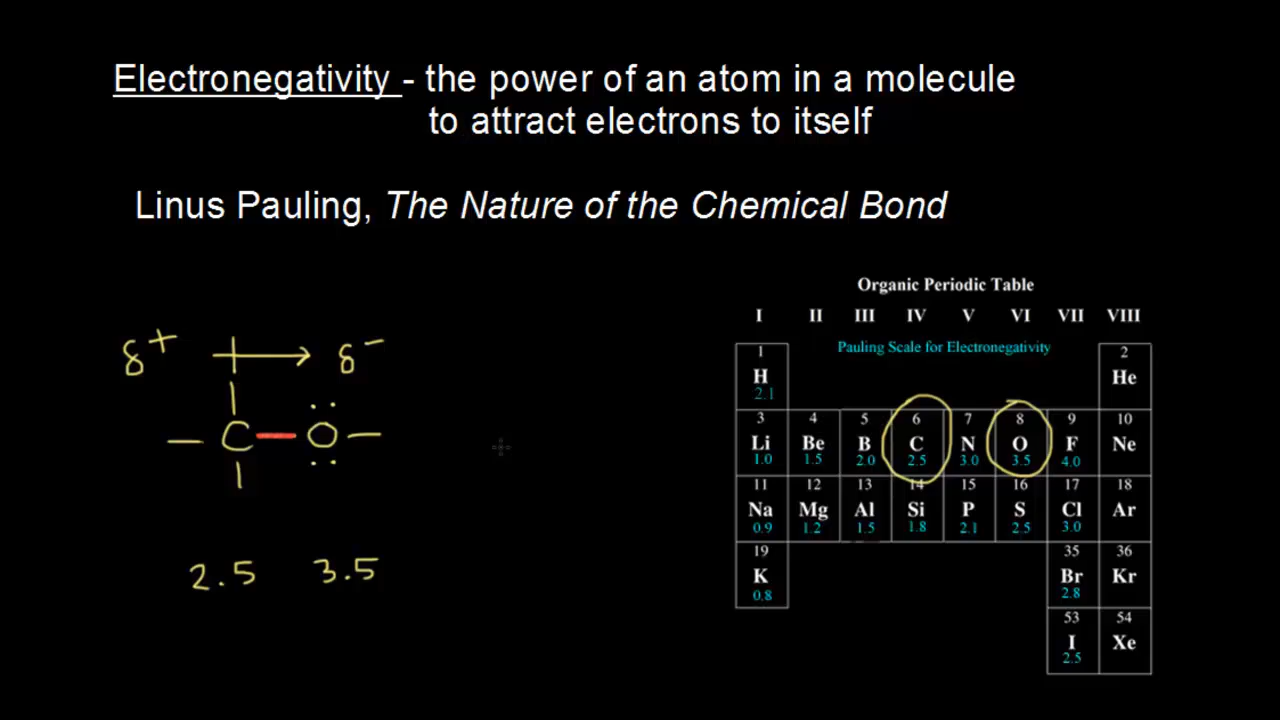 Electronegativity - the power of an atom in a molecule
to attract electrons to itself
Linus Pauling, The Nature of the Chemical Bond
δ+ δ-
C O
2.5 3.5
Organic Periodic Table
I II III IV V VI VII VIII
Pauling Scale for Electronegativity
1 2
H He
2.1
3 4 5 6 7 8 9 10
Li Be B C N O F Ne
1.0 1.5 2.0 2.5 3.0 3.5 4.0
11 12 13 14 15 16 17 18
Na Mg Al Si P S Cl Ar
0.9 1.2 1.5 1.8 2.1 2.5 3.0
19 35 36
K Br Kr
0.8 2.8
53 54
I Xe
2.5